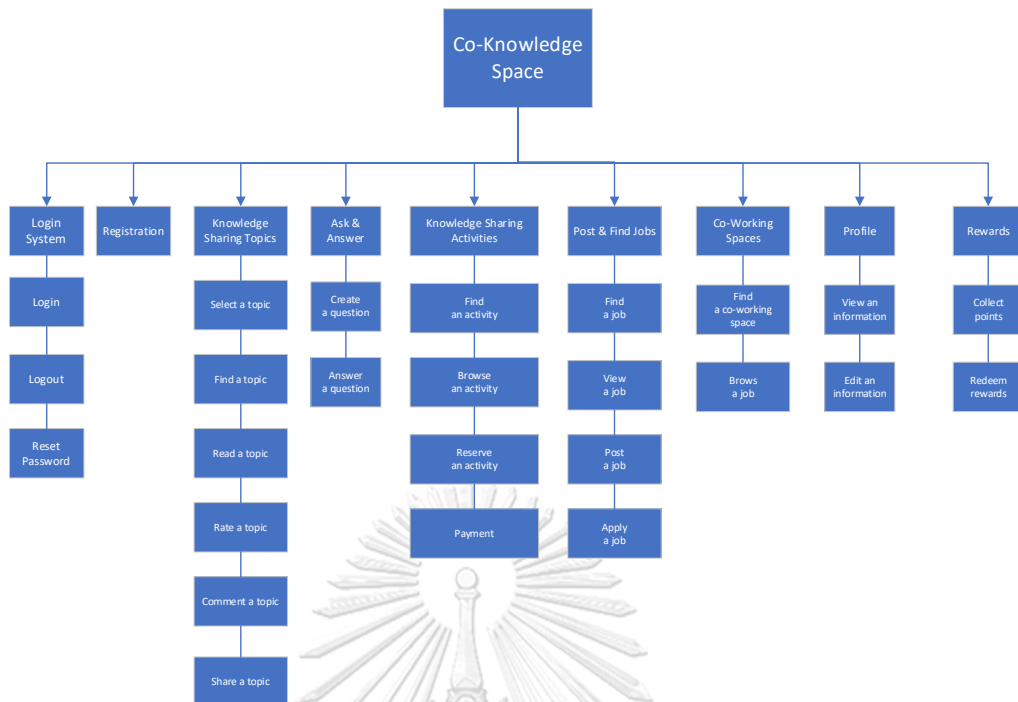 Co-Knowledge
Space
Login
System
Registration
Knowledge
Sharing Topics
Ask &
Answer
Knowledge Sharing
Activities
Post & Find Jobs
Co-Working
Spaces
Profile
Rewards
Login
Logout
Reset
Password
Select a topic
Find a topic
Read a topic
Rate a topic
Comment a topic
Share a topic
Create
a question
Answer
a question
Find
an activity
Browse
an activity
Reserve
an activity
Payment
Find
a job
View
a job
Post
a job
Apply
a job
Find
a co-working
space
Brows
a job
View an
information
Edit an
information
Collect
points
Redeem
rewards